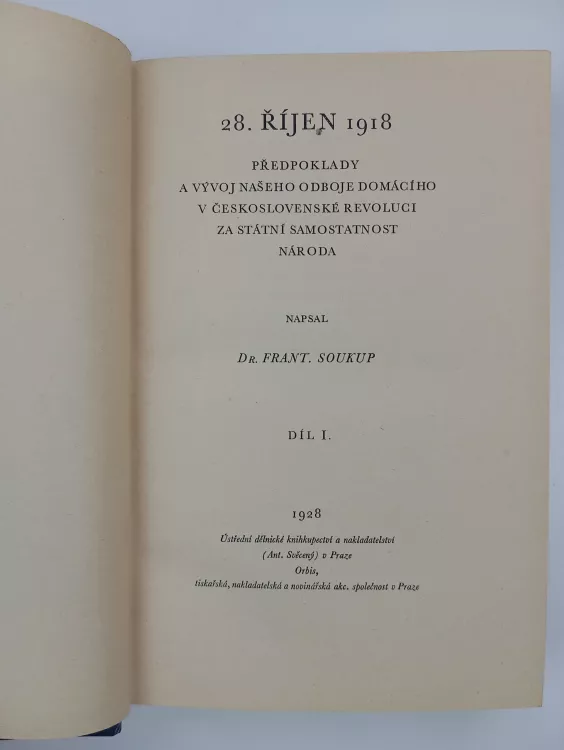 28. ŘÍJEN 1918
PŘEDPOKLADY
A VÝVOJ NAŠEHO ODBOJE DOMÁCÍHO
V ČESKOSLOVENSKÉ REVOLUCI
ZA STÁTNÍ SAMOSTATNOST
NÁRODA
NAPSAL
DR. FRANT. SOUKUP
DÍL I.
1928
Ústřední dělnické knihkupectví a nakladatelství
(Ant. Svěcený) v Praze
Orbis,
tiskařská, nakladatelská a novinářská akc. společnost v Praze